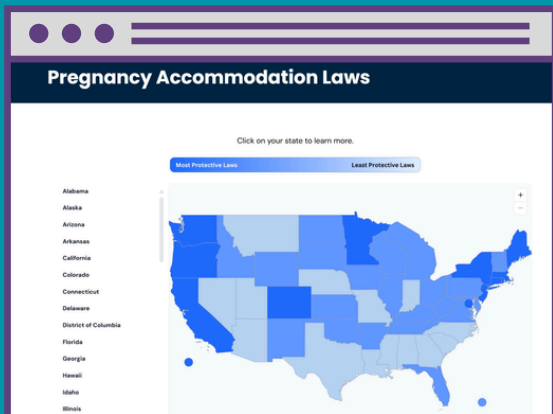 Pregnancy Accommodation Laws
Click on your state to learn more.
Most Protective Laws
Least Protective Laws
Alabama
Alaska
Arizona
Arkansas
California
Colorado
Connecticut
Delaware
District of Columbia
Florida
Georgia
Hawaii
Idaho
Illinois
+
−